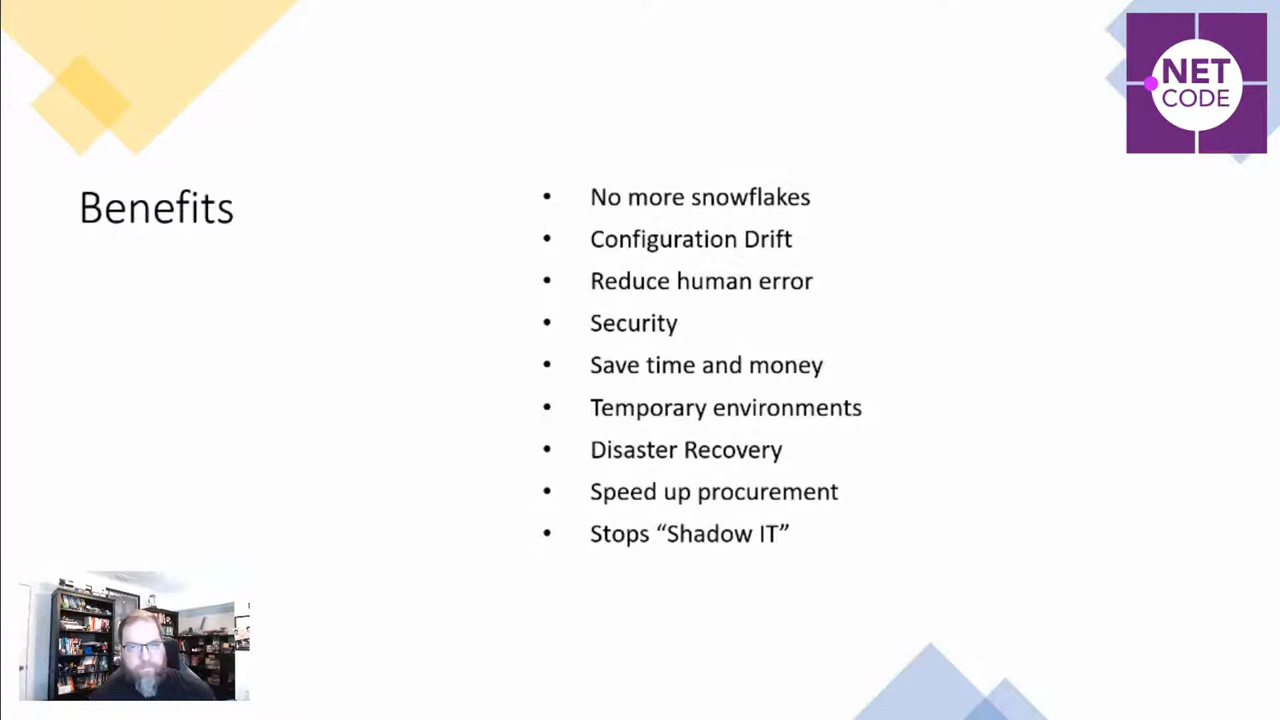 NET
CODE
Benefits
• No more snowflakes
• Configuration Drift
• Reduce human error
• Security
• Save time and money
• Temporary environments
• Disaster Recovery
• Speed up procurement
• Stops “Shadow IT”